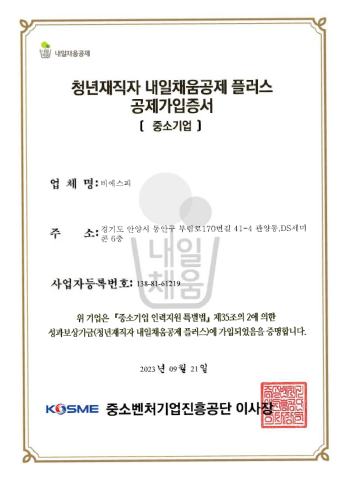 내일채움공제
청년재직자 내일채움공제 플러스
공제가입증서
[ 중소기업 ]
업 체 명: 비에스피
주 소: 경기도 안양시 동안구 부림로170번길 41-4 관양동,DS세미
콘 6층
내일
채움
사업자등록번호: 138-81-61219
위 기업은 『중소기업 인력지원 특별법』 제35조의 2에 의한
성과보상기금(청년재직자 내일채움공제 플러스)에 가입되었음을 증명합니다.
2023 년 09 월 21 일
KOSME 중소벤처기업진흥공단 이사장